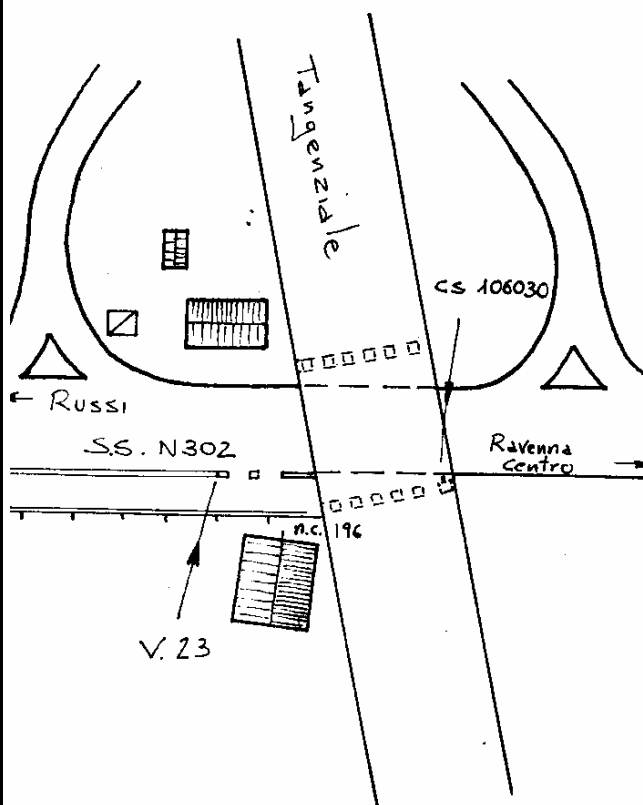 Tangenziale
CS 106030
← RUSSI
S.S. N302
Ravenna
Centro
n.c. 196
V. 23